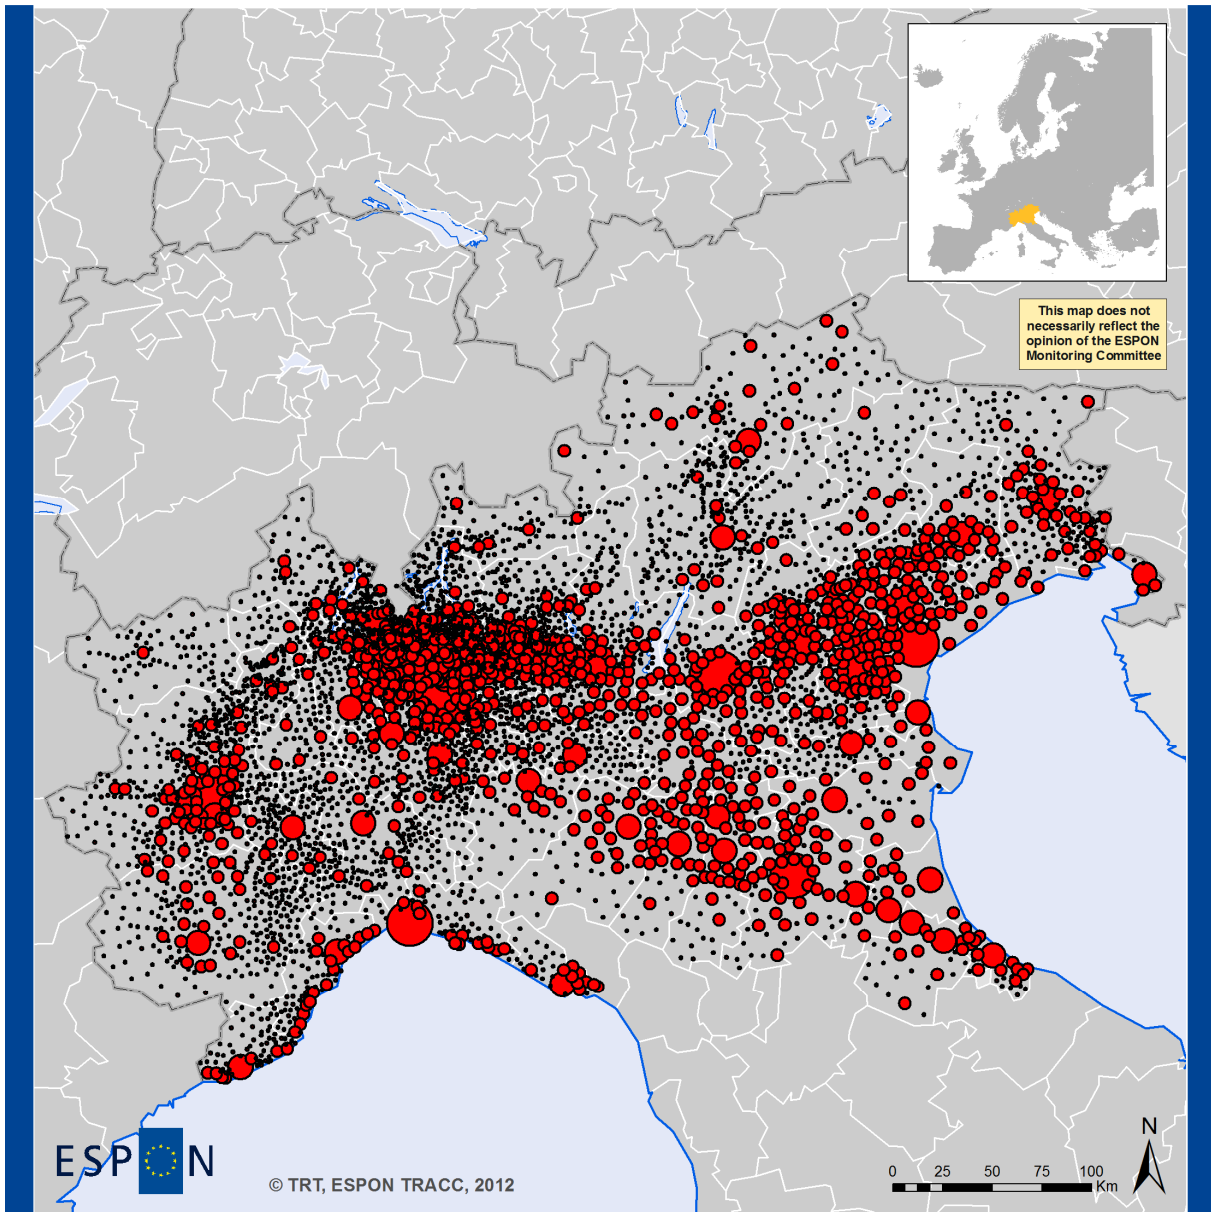 This map does not
necessarily reflect the
opinion of the ESPON
Monitoring Committee
N
0 25 50 75 100
Km
ESPON
© TRT, ESPON TRACC, 2012